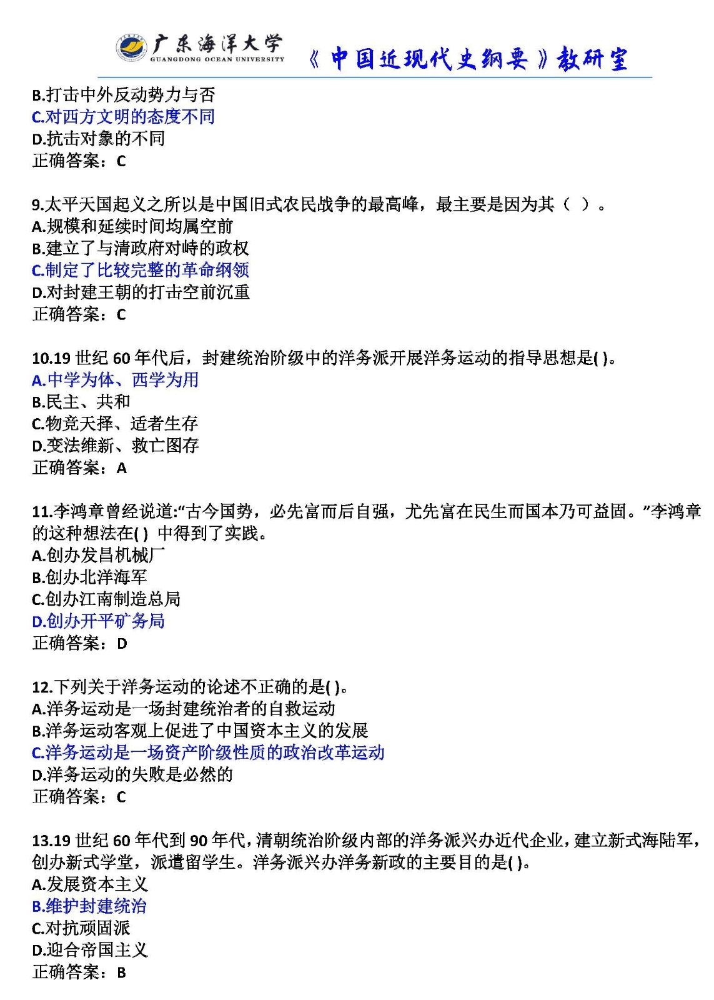 广东海洋大学
GUANGDONG OCEAN UNIVERSITY
《中国近现代史纲要》教研室
B.打击中外反动势力与否
C.对西方文明的态度不同
D.抗击对象的不同
正确答案：C
9.太平天国起义之所以是中国旧式农民战争的最高峰，最主要是因为其（ ）。
A.规模和延续时间均属空前
B.建立了与清政府对峙的政权
C.制定了比较完整的革命纲领
D.对封建王朝的打击空前沉重
正确答案：C
10.19 世纪 60 年代后，封建统治阶级中的洋务派开展洋务运动的指导思想是( )。
A.中学为体、西学为用
B.民主、共和
C.物竞天择、适者生存
D.变法维新、救亡图存
正确答案：A
11.李鸿章曾经说道:“古今国势，必先富而后自强，尤先富在民生而国本乃可益固。”李鸿章
的这种想法在( ) 中得到了实践。
A.创办发昌机械厂
B.创办北洋海军
C.创办江南制造总局
D.创办开平矿务局
正确答案：D
12.下列关于洋务运动的论述不正确的是( )。
A.洋务运动是一场封建统治者的自救运动
B.洋务运动客观上促进了中国资本主义的发展
C.洋务运动是一场资产阶级性质的政治改革运动
D.洋务运动的失败是必然的
正确答案：C
13.19 世纪 60 年代到 90 年代，清朝统治阶级内部的洋务派兴办近代企业，建立新式海陆军，
创办新式学堂，派遣留学生。洋务派兴办洋务新政的主要目的是( )。
A.发展资本主义
B.维护封建统治
C.对抗顽固派
D.迎合帝国主义
正确答案：B